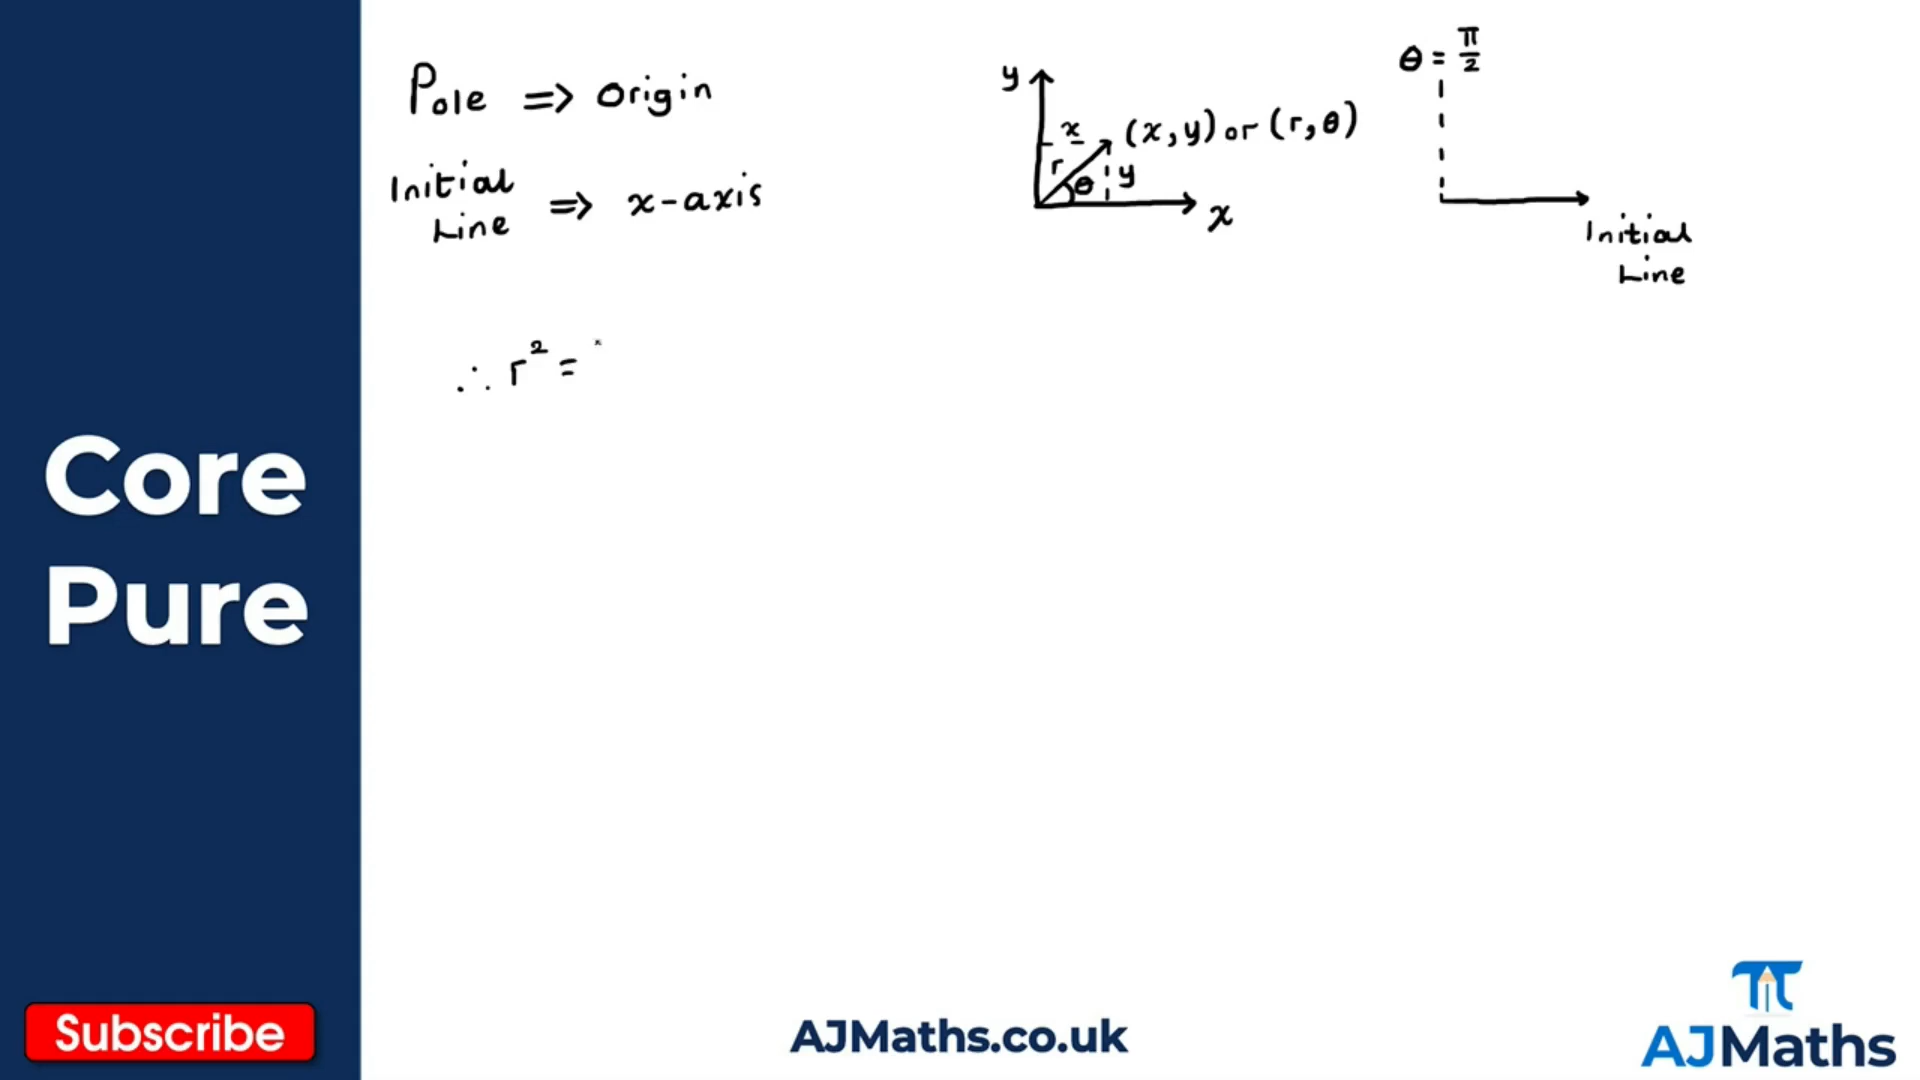 Pole => Origin
Initial
Line => x-axis
y
x
(x, y) or (r, θ)
r
θ
y
x
θ = π/2
Initial
Line
∴ r² =
Core
Pure
Subscribe
AJMaths.co.uk
AJMaths